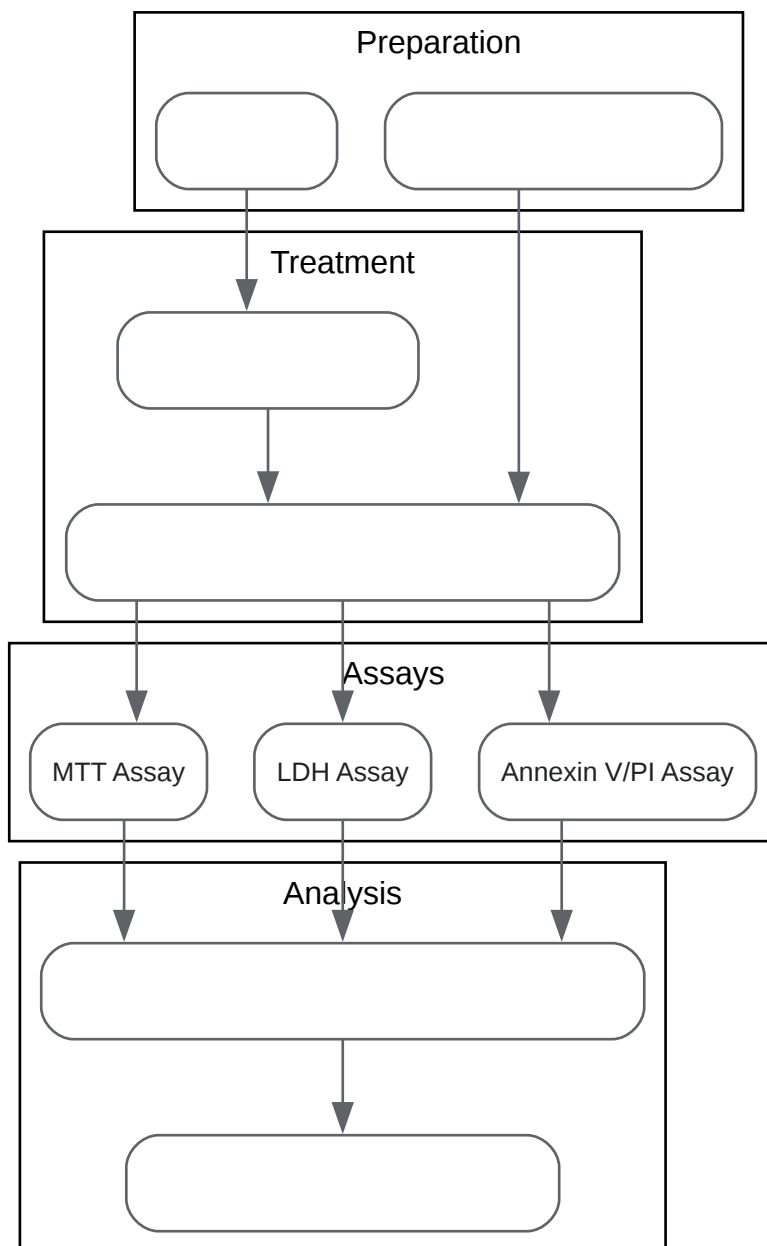 Preparation
Treatment
Assays
MTT Assay
LDH Assay
Annexin V/PI Assay
Analysis